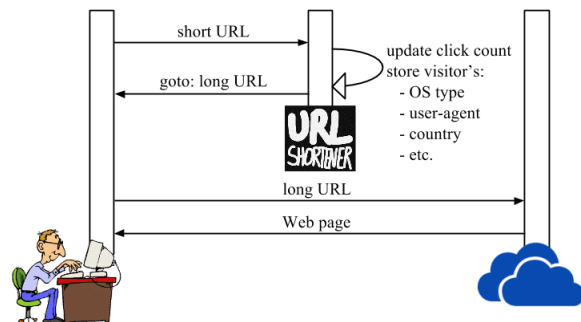 short URL
update click count
store visitor's:
- OS type
- user-agent
- country
- etc.
goto: long URL
URL
SHORTENER
long URL
Web page